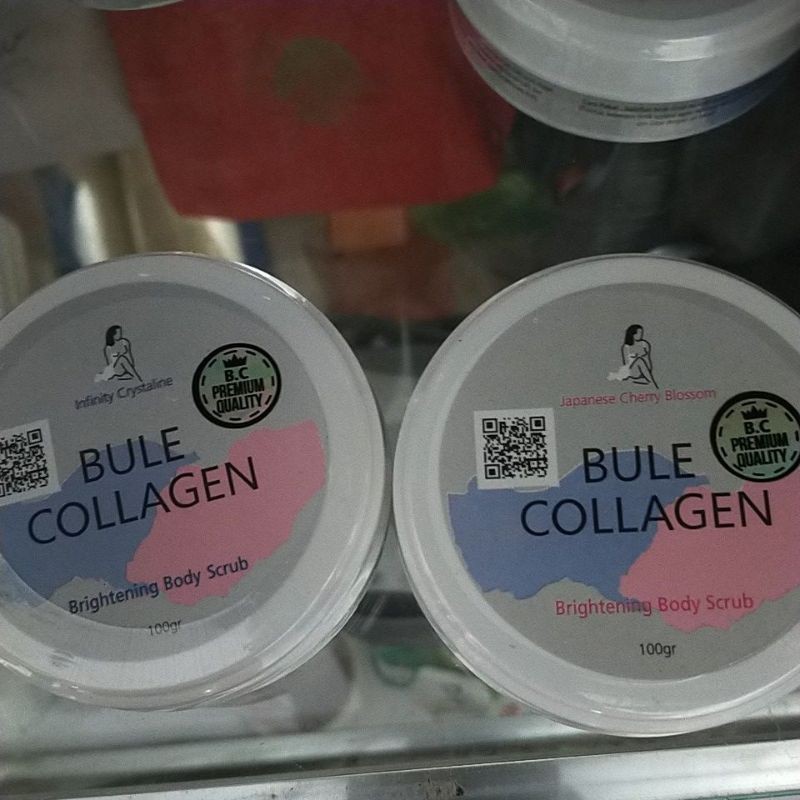 Infinity Crystaline
B.C
PREMIUM
QUALITY
BULE
COLLAGEN
Brightening Body Scrub
100gr
Japanese Cherry Blossom
B.C
PREMIUM
QUALITY
BULE
COLLAGEN
Brightening Body Scrub
100gr